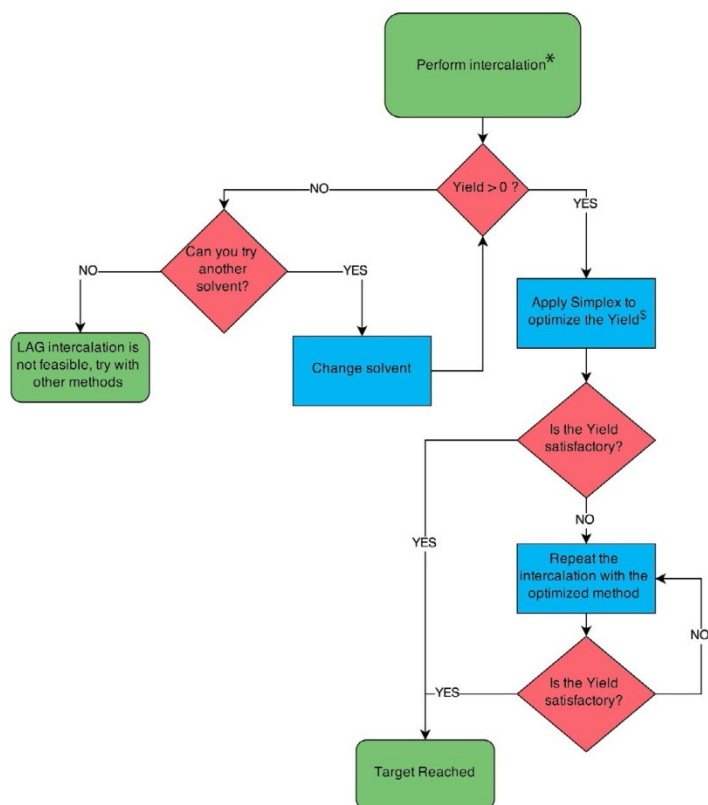 Perform intercalation*
Yield > 0 ?
NO
YES
Can you try
another
solvent?
NO
YES
LAG intercalation is
not feasible, try with
other methods
Change solvent
Apply Simplex to
optimize the Yield$
Is the Yield
satisfactory?
YES
NO
Repeat the
intercalation with the
optimized method
NO
Is the Yield
satisfactory?
YES
Target Reached